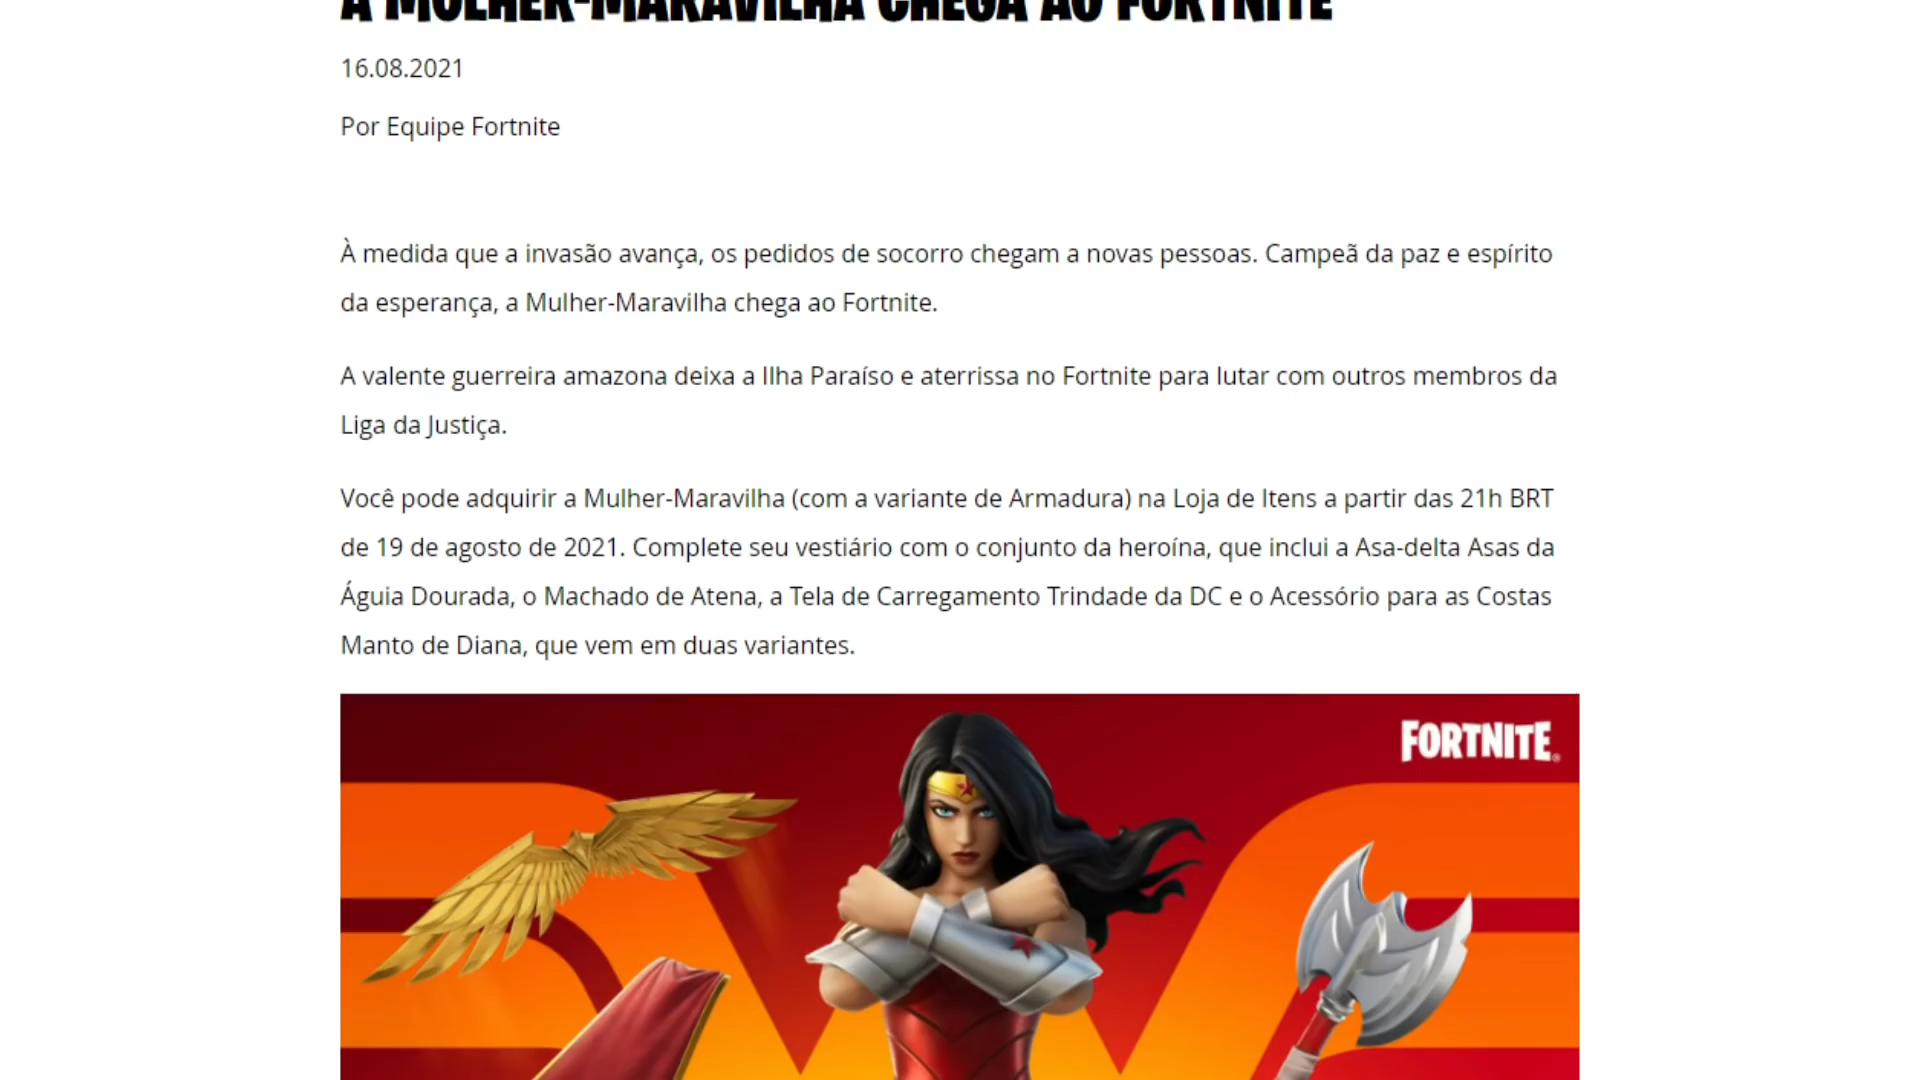 A MULHER-MARAVILHA CHEGA AO FORTNITE
16.08.2021
Por Equipe Fortnite
À medida que a invasão avança, os pedidos de socorro chegam a novas pessoas. Campeã da paz e espírito
da esperança, a Mulher-Maravilha chega ao Fortnite.
A valente guerreira amazona deixa a Ilha Paraíso e aterrissa no Fortnite para lutar com outros membros da
Liga da Justiça.
Você pode adquirir a Mulher-Maravilha (com a variante de Armadura) na Loja de Itens a partir das 21h BRT
de 19 de agosto de 2021. Complete seu vestiário com o conjunto da heroína, que inclui a Asa-delta Asas da
Águia Dourada, o Machado de Atena, a Tela de Carregamento Trindade da DC e o Acessório para as Costas
Manto de Diana, que vem em duas variantes.
FORTNITE®